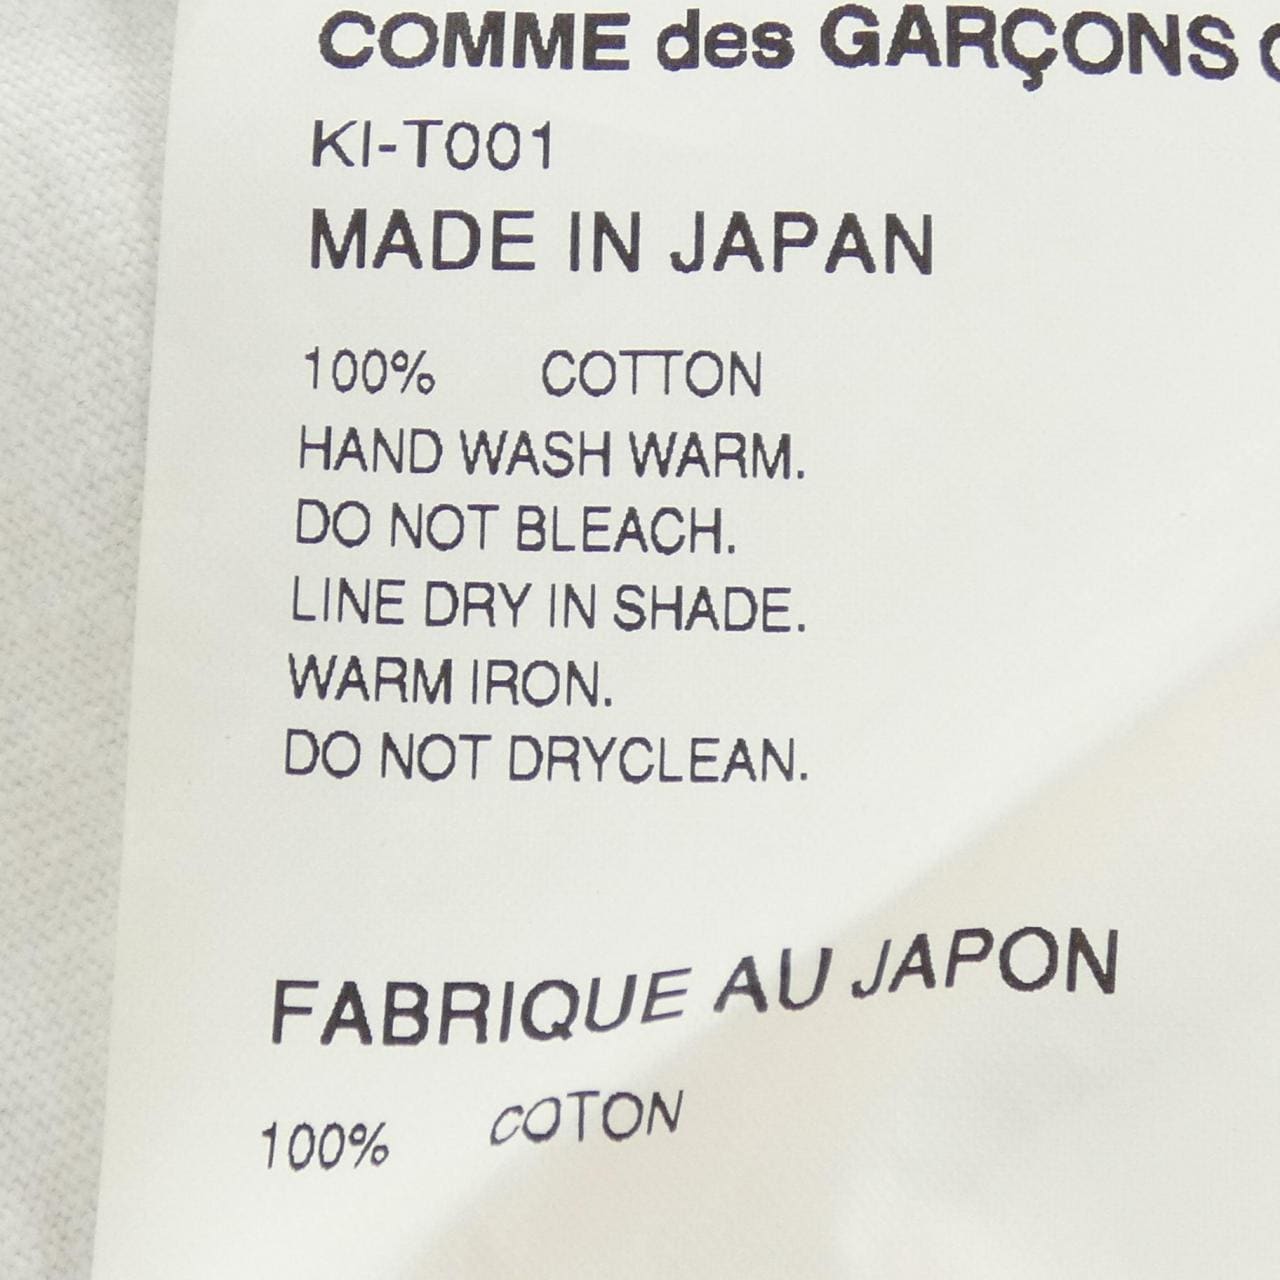 COMME des GARÇONS
KI-T001
MADE IN JAPAN
100% COTTON
HAND WASH WARM.
DO NOT BLEACH.
LINE DRY IN SHADE.
WARM IRON.
DO NOT DRYCLEAN.
FABRIQUE AU JAPON
100% COTON